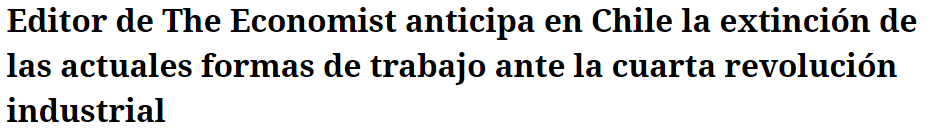 Editor de The Economist anticipa en Chile la extinción de
las actuales formas de trabajo ante la cuarta revolución
industrial